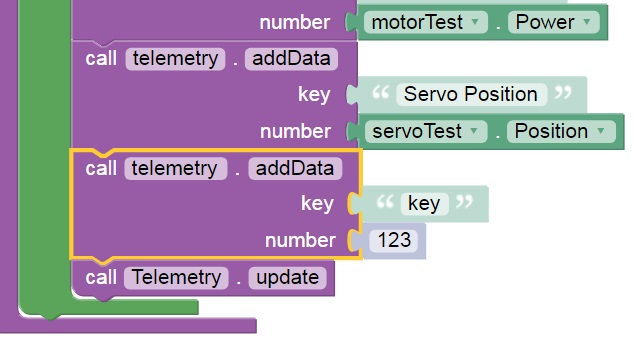 number motorTest . Power
call telemetry . addData
key “ Servo Position ”
number servoTest . Position
call telemetry . addData
key “ key ”
number 123
call Telemetry . update